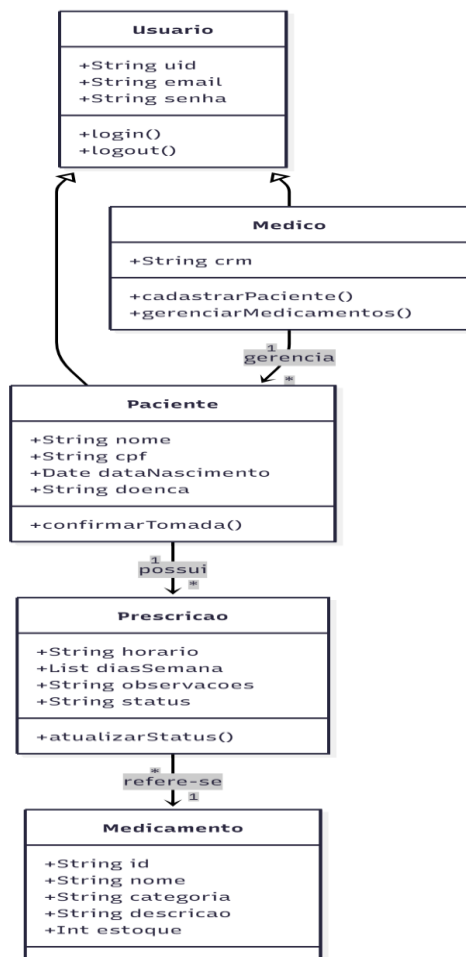 Usuario
+String uid
+String email
+String senha
+login()
+logout()
Medico
+String crm
+cadastrarPaciente()
+gerenciarMedicamentos()
1
gerencia
*
Paciente
+String nome
+String cpf
+Date dataNascimento
+String doenca
+confirmarTomada()
1
possui
*
Prescricao
+String horario
+List diasSemana
+String observacoes
+String status
+atualizarStatus()
*
refere-se
1
Medicamento
+String id
+String nome
+String categoria
+String descricao
+Int estoque